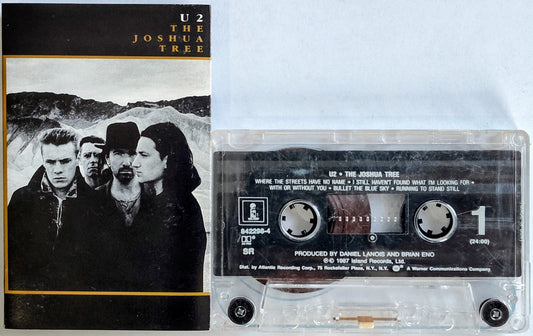 U2
THE
JOSHUA
TREE
U2 • THE JOSHUA TREE
WHERE THE STREETS HAVE NO NAME • I STILL HAVEN'T FOUND WHAT I'M LOOKING FOR •
WITH OR WITHOUT YOU • BULLET THE BLUE SKY • RUNNING TO STAND STILL
842298-4
SR
1
(24:00)
PRODUCED BY DANIEL LANOIS AND BRIAN ENO
℗© 1987 Island Records, Ltd.
Dist. by Atlantic Recording Corp., 75 Rockefeller Plaza, N.Y., N.Y. A Warner Communications Company